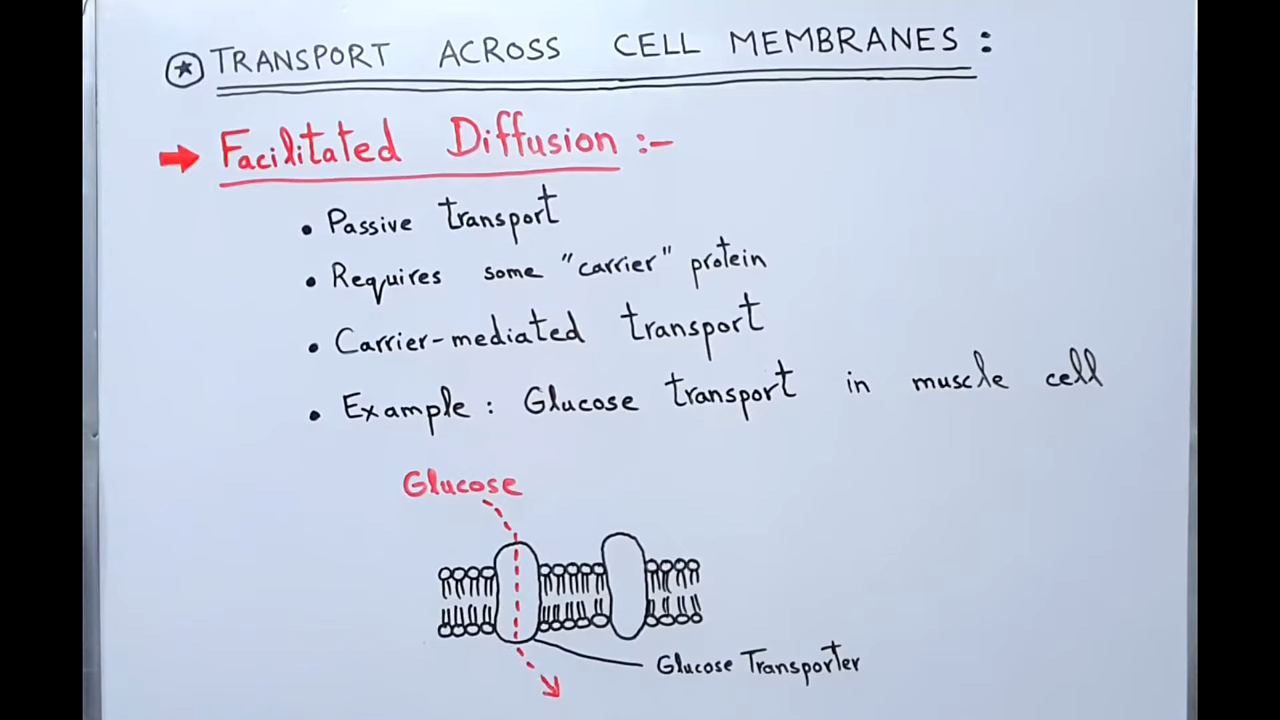 TRANSPORT ACROSS CELL MEMBRANES :
Facilitated Diffusion :-
• Passive transport
• Requires some "carrier" protein
• Carrier-mediated transport
• Example : Glucose transport in muscle cell
Glucose
Glucose Transporter